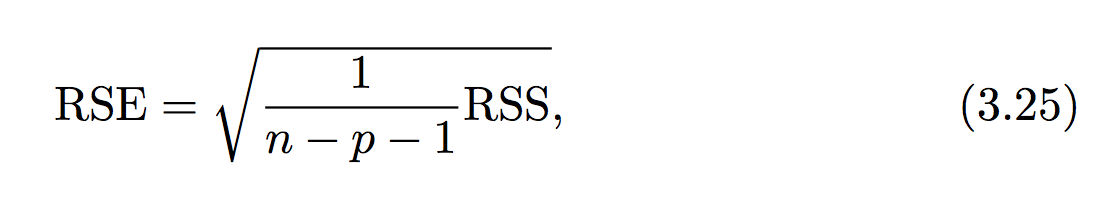 RSE = √(1/(n − p − 1) RSS), (3.25)